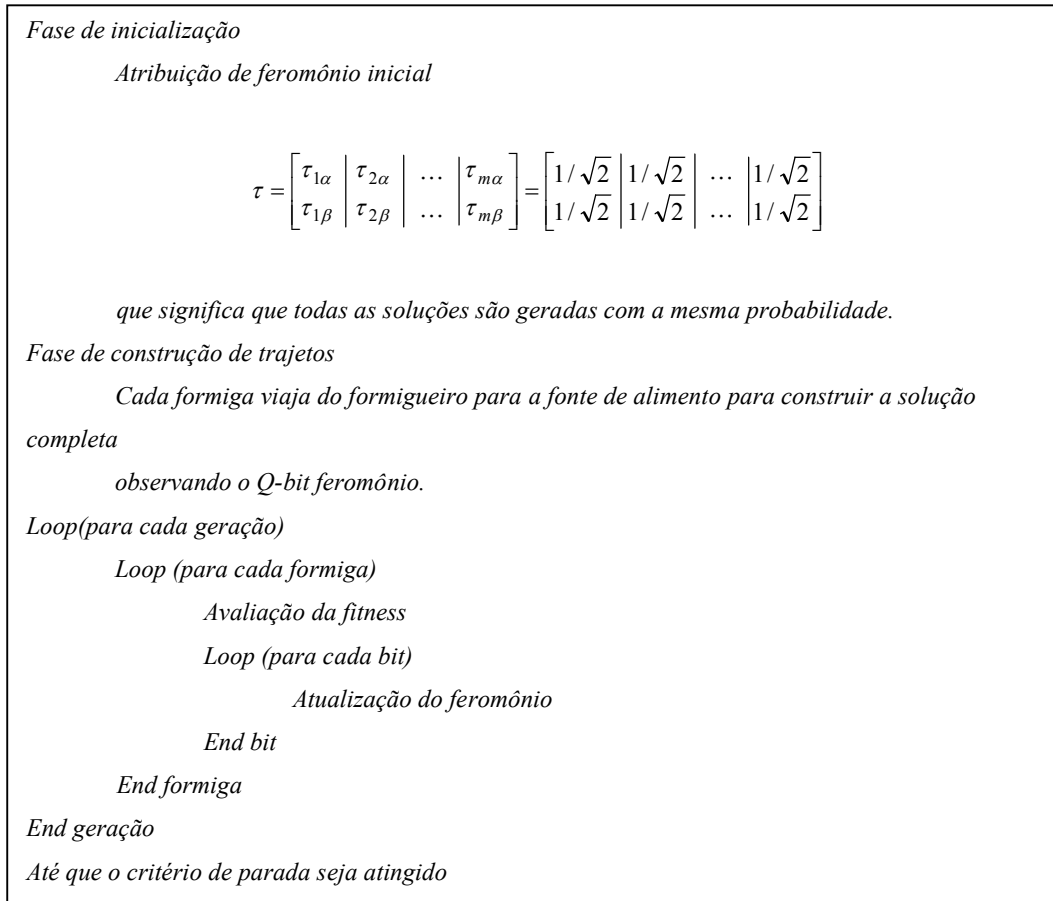 Fase de inicialização
Atribuição de feromônio inicial
τ = [τ1α | τ2α | … | τmα] = [1/√2 | 1/√2 | … | 1/√2]
[τ1β | τ2β | … | τmβ] [1/√2 | 1/√2 | … | 1/√2]
que significa que todas as soluções são geradas com a mesma probabilidade.
Fase de construção de trajetos
Cada formiga viaja do formigueiro para a fonte de alimento para construir a solução
completa
observando o Q-bit feromônio.
Loop(para cada geração)
Loop (para cada formiga)
Avaliação da fitness
Loop (para cada bit)
Atualização do feromônio
End bit
End formiga
End geração
Até que o critério de parada seja atingido